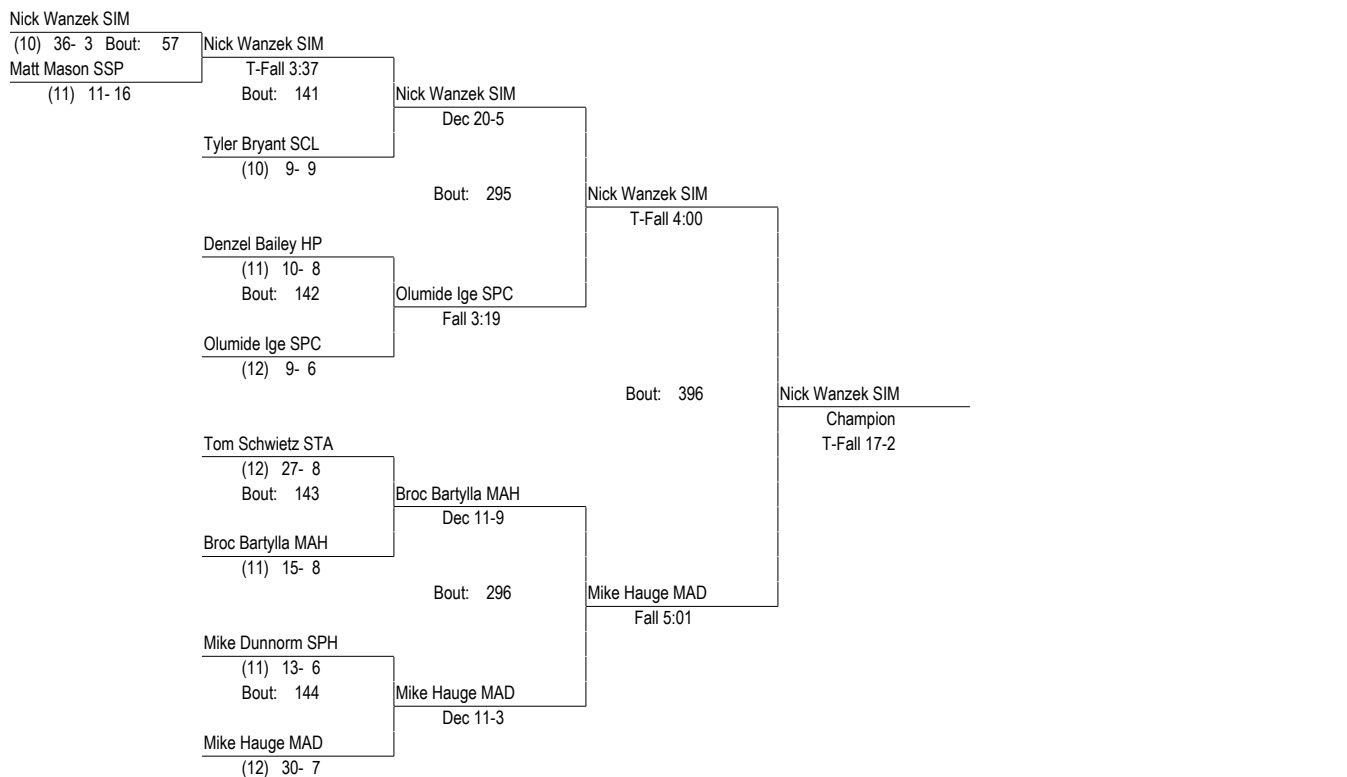 Nick Wanzek SIM
(10) 36- 3 Bout: 57
Matt Mason SSP
(11) 11- 16
Nick Wanzek SIM
T-Fall 3:37
Bout: 141
Tyler Bryant SCL
(10) 9- 9
Nick Wanzek SIM
Dec 20-5
Bout: 295
Denzel Bailey HP
(11) 10- 8
Bout: 142
Olumide Ige SPC
(12) 9- 6
Olumide Ige SPC
Fall 3:19
Nick Wanzek SIM
T-Fall 4:00
Bout: 396
Nick Wanzek SIM
Champion
T-Fall 17-2
Tom Schwietz STA
(12) 27- 8
Bout: 143
Broc Bartylla MAH
(11) 15- 8
Broc Bartylla MAH
Dec 11-9
Bout: 296
Mike Hauge MAD
Fall 5:01
Mike Dunnorm SPH
(11) 13- 6
Bout: 144
Mike Hauge MAD
(12) 30- 7
Mike Hauge MAD
Dec 11-3